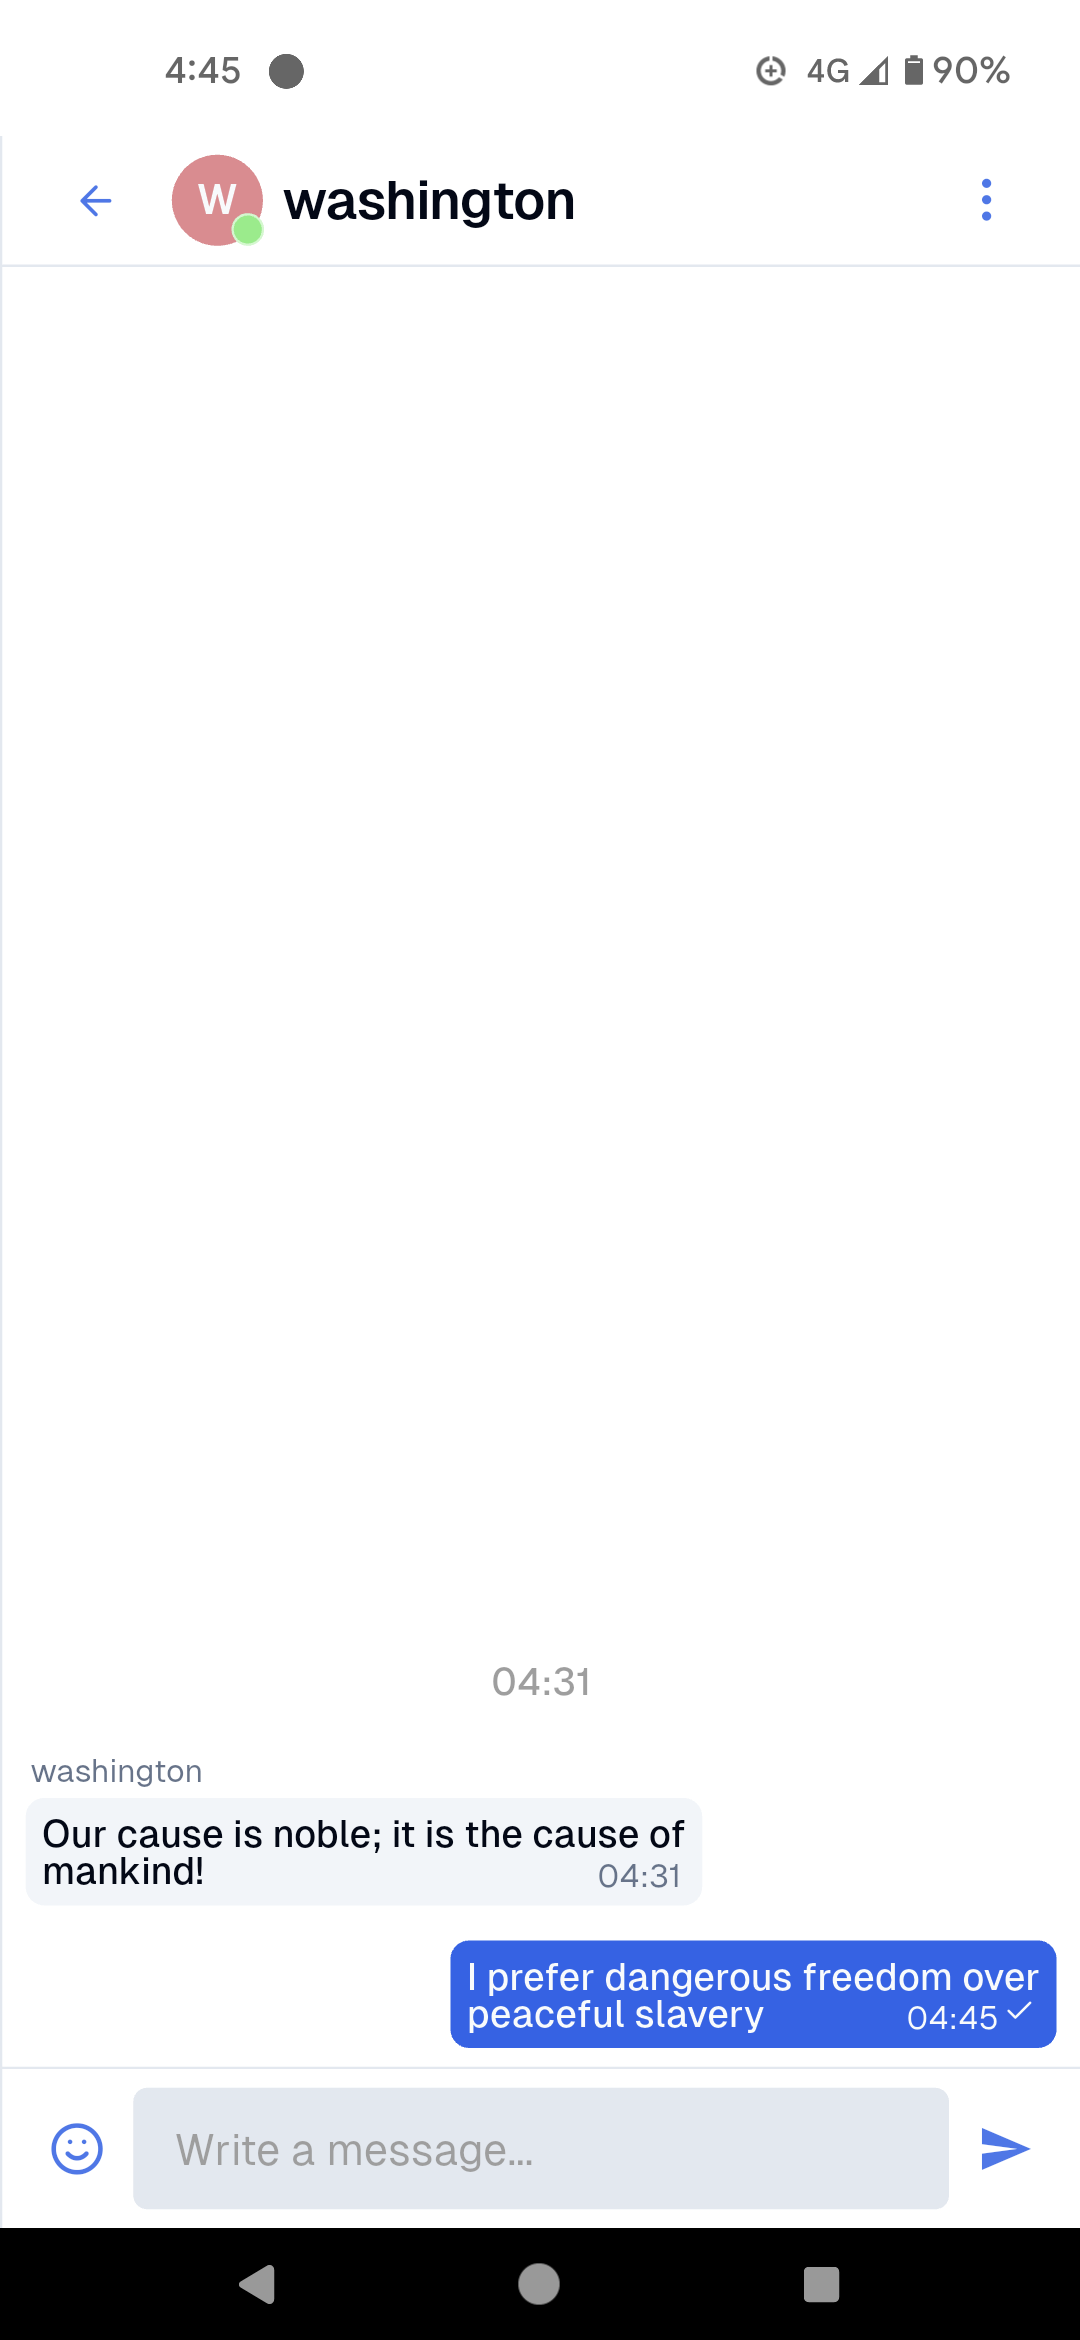 4:45
4G 90%
W washington
04:31
washington
Our cause is noble; it is the cause of
mankind! 04:31
I prefer dangerous freedom over
peaceful slavery 04:45
Write a message...